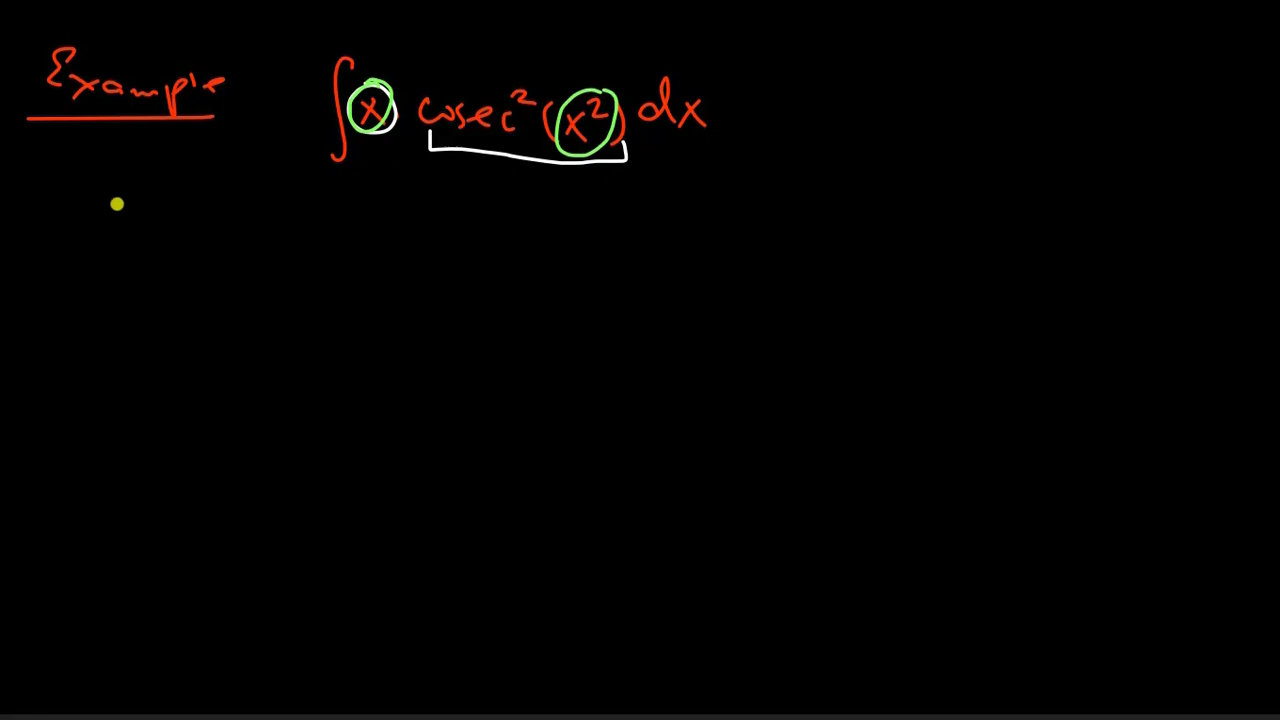 Example
∫ x cosec² (x²) dx